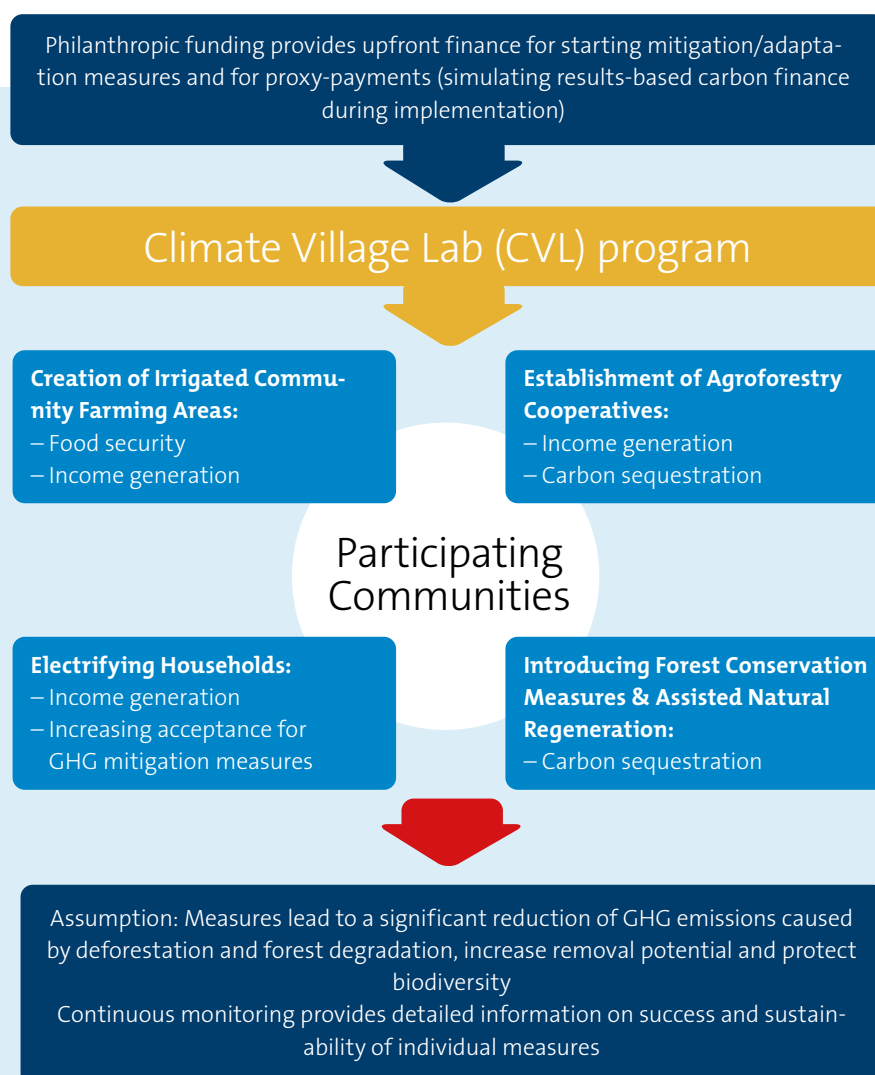 Philanthropic funding provides upfront finance for starting mitigation/adapta-
tion measures and for proxy-payments (simulating results-based carbon finance
during implementation)
Climate Village Lab (CVL) program
Creation of Irrigated Commu-
nity Farming Areas:
– Food security
– Income generation
Establishment of Agroforestry
Cooperatives:
– Income generation
– Carbon sequestration
Participating
Communities
Electrifying Households:
– Income generation
– Increasing acceptance for
GHG mitigation measures
Introducing Forest Conservation
Measures & Assisted Natural
Regeneration:
– Carbon sequestration
Assumption: Measures lead to a significant reduction of GHG emissions caused
by deforestation and forest degradation, increase removal potential and protect
biodiversity
Continuous monitoring provides detailed information on success and sustain-
ability of individual measures